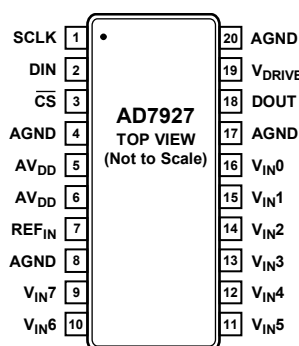 SCLK 1 20 AGND
DIN 2 19 VDRIVE
CS 3 18 DOUT
AGND 4 17 AGND
AVDD 5 16 VIN0
AVDD 6 15 VIN1
REFIN 7 14 VIN2
AGND 8 13 VIN3
VIN7 9 12 VIN4
VIN6 10 11 VIN5
AD7927
TOP VIEW
(Not to Scale)